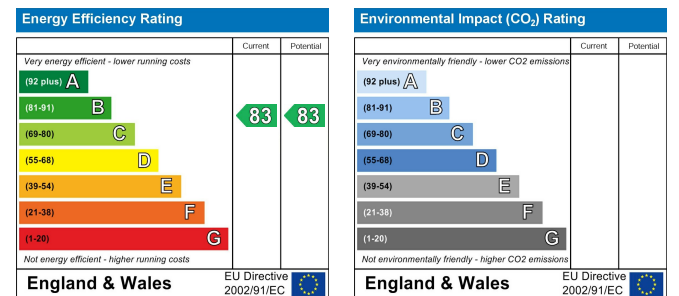 Energy Efficiency Rating
Current Potential
Very energy efficient - lower running costs
(92 plus) A
(81-91) B
83 83
(69-80) C
(55-68) D
(39-54) E
(21-38) F
(1-20) G
Not energy efficient - higher running costs
England & Wales
EU Directive
2002/91/EC
Environmental Impact (CO₂) Rating
Current Potential
Very environmentally friendly - lower CO2 emissions
(92 plus) A
(81-91) B
(69-80) C
(55-68) D
(39-54) E
(21-38) F
(1-20) G
Not environmentally friendly - higher CO2 emissions
England & Wales
EU Directive
2002/91/EC